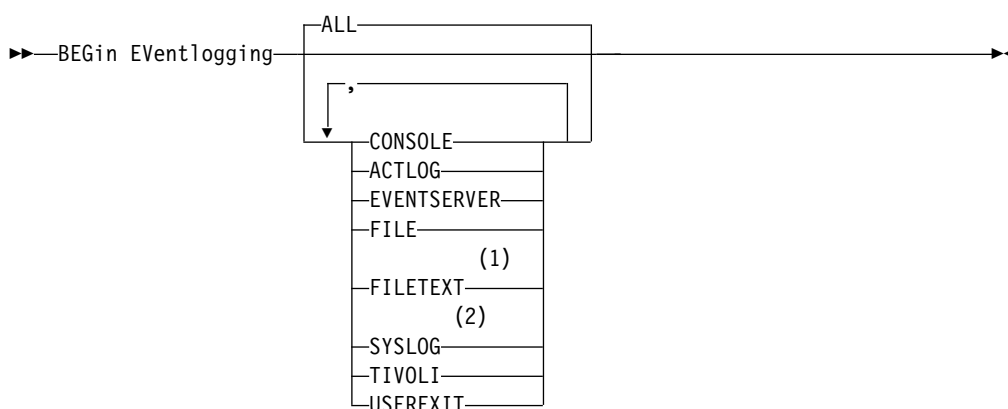 ALL
BEGin EVentlogging
,
CONSOLE
ACTLOG
EVENTSERVER
FILE
(1)
FILETEXT
(2)
SYSLOG
TIVOLI
USEREXIT